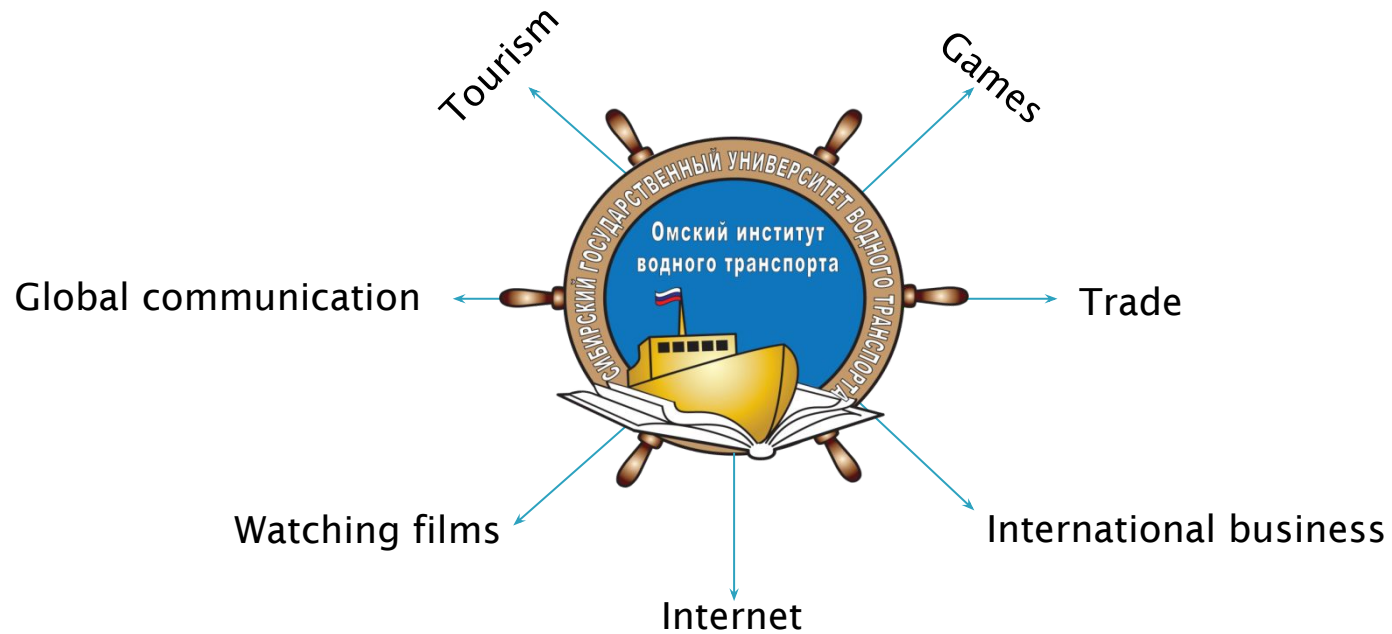 Tourism
Games
СИБИРСКИЙ ГОСУДАРСТВЕННЫЙ УНИВЕРСИТЕТ ВОДНОГО ТРАНСПОРТА
Омский институт
водного транспорта
Global communication
Trade
Watching films
International business
Internet